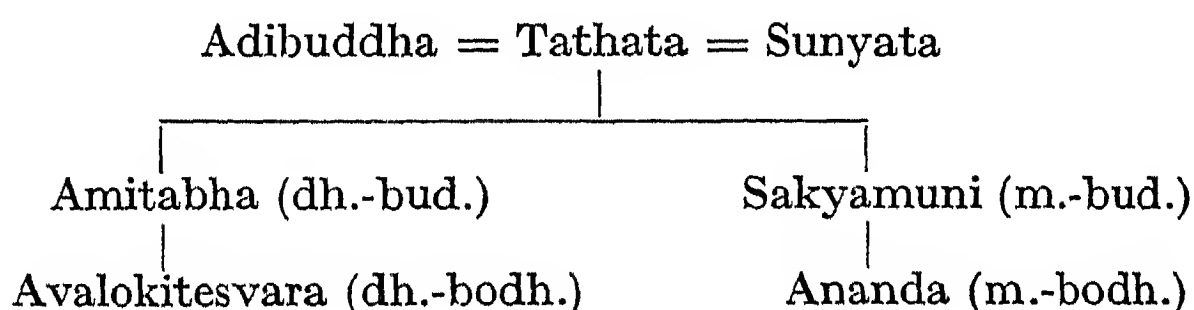 Adibuddha = Tathata = Sunyata
Amitabha (dh.-bud.) Sakyamuni (m.-bud.)
Avalokitesvara (dh.-bodh.) Ananda (m.-bodh.)